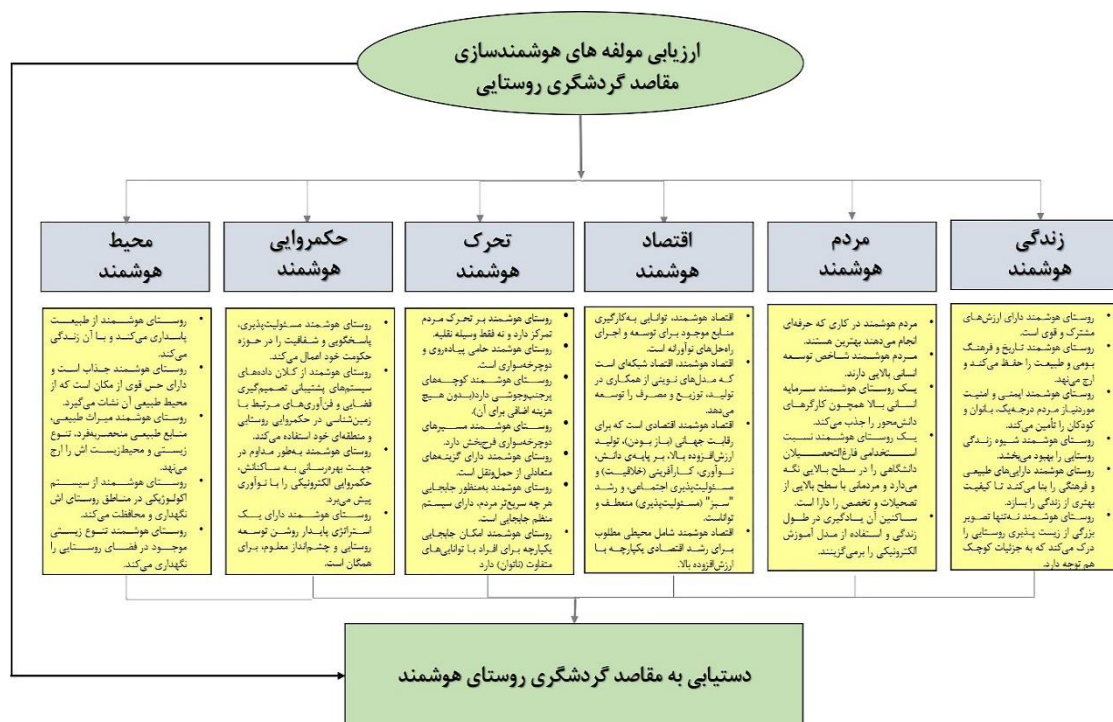 ارزیابی مولفه های هوشمندسازی
مقاصد گردشگری روستایی
زندگی
هوشمند
روستای هوشمند دارای ارزش‌های
مشترک و قوی است.
روستای هوشمند تاریخ و فرهنگ
بومی و طبیعت را حفظ می‌کند و
ارج می‌نهد.
روستای هوشمند ایمنی و امنیت
موردنیاز مردم درجه‌یک، بانوان و
کودکان را تأمین می‌کند.
روستای هوشمند شیوه زندگی
روستایی را بهبود می‌بخشد.
روستای هوشمند دارایی‌های طبیعی
و فرهنگی را بنا می‌کند تا کیفیت
بهتری از زندگی را بسازد.
روستای هوشمند نه‌تنها تصویر
بزرگی از زیست پذیری روستایی را
درک می‌کند که به جزئیات کوچک
هم توجه دارد.
مردم
هوشمند
مردم هوشمند در کاری که حرفه‌ای
انجام می‌دهند بهترین هستند.
مردم هوشمند شاخص توسعه
انسانی بالایی دارند.
یک روستای هوشمند سرمایه
انسانی بالا همچون کارگرهای
دانش‌محور را جذب می‌کند.
یک روستای هوشمند نسبت
استخدامی فارغ‌التحصیلان
دانشگاهی را در سطح بالایی نگه
می‌دارد و مردمانی با سطح بالایی از
تحصیلات و تخصص را دارا است.
ساکنین آن یادگیری در طول
زندگی و استفاده از مدل آموزش
الکترونیکی را برمی‌گزینند.
اقتصاد
هوشمند
اقتصاد هوشمند، توانایی به‌کارگیری
منابع موجود برای توسعه و اجرای
راه‌حل‌های نوآورانه است.
اقتصاد هوشمند، اقتصاد شبکه‌ای است
که مدل‌های نوینی از همکاری در
تولید، توزیع و مصرف را توسعه
می‌دهد.
اقتصاد هوشمند اقتصادی است که برای
رقابت جهانی (باز بودن)، تولید
ارزش‌افزوده بالا، بر پایه‌ی دانش،
نوآوری، کارآفرینی (خلاقیت) و
مسئولیت‌پذیری اجتماعی، و رشد
"سبز" (مسئولیت‌پذیری) منعطف و
تواناست.
اقتصاد هوشمند شامل محیطی مطلوب
برای رشد اقتصادی یکپارچه با
ارزش‌افزوده بالا.
تحرک
هوشمند
روستای هوشمند بر تحرک مردم
تمرکز دارد و نه فقط وسیله نقلیه.
روستای هوشمند حامی پیاده‌روی و
دوچرخه‌سواری است.
روستای هوشمند کوچه‌های
پرجنب‌وجوشی دارد(بدون هیچ
هزینه اضافی برای آن).
روستای هوشمند مسیرهای
دوچرخه‌سواری فرح‌بخش دارد.
روستای هوشمند دارای گزینه‌های
متعادلی از حمل‌ونقل است.
روستای هوشمند به‌منظور جابجایی
هر چه سریع‌تر مردم، دارای سیستم
منظم جابجایی است.
روستای هوشمند امکان جابجایی
یکپارچه برای افراد با توانایی‌های
متفاوت (ناتوان) دارد
حکمروایی
هوشمند
روستای هوشمند مسئولیت‌پذیری،
پاسخگویی و شفافیت را در حوزه
حکومت خود اعمال می‌کند.
روستای هوشمند از کلان داده‌های
سیستم‌های پشتیبانی تصمیم‌گیری
فضایی و فن‌آوری‌های مرتبط با
زمین‌شناسی در حکمروایی روستایی و
منطقه‌ای خود استفاده می‌کند.
روستای هوشمند به‌طور مداوم در
جهت بهره‌رسانی به ساکنانش،
حکمروایی الکترونیکی را با نوآوری
پیش می‌برد.
روستای هوشمند دارای یک
استراتژی پایدار روشن توسعه
روستایی و چشم‌انداز معلوم، برای
همگان است.
محیط
هوشمند
روستای هوشمند از طبیعت
پاسداری می‌کند و با آن زندگی
می‌کند.
روستای هوشمند جذاب است و
دارای حس قوی از مکان است که از
محیط طبیعی آن نشات می‌گیرد.
روستای هوشمند میراث طبیعی،
منابع طبیعی منحصربه‌فرد، تنوع
زیستی و محیط‌زیست اش را ارج
می‌نهد.
روستای هوشمند از سیستم
اکولوژیکی در مناطق روستای اش
نگهداری و محافظت می‌کند.
روستای هوشمند تنوع زیستی
موجود در فضای روستایی را
نگهداری می‌کند.
دستیابی به مقاصد گردشگری روستای هوشمند